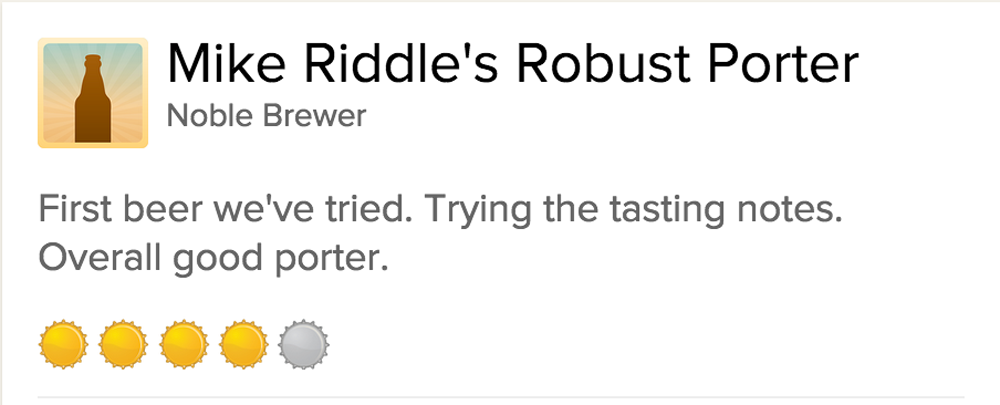 Mike Riddle's Robust Porter
Noble Brewer
First beer we've tried. Trying the tasting notes.
Overall good porter.